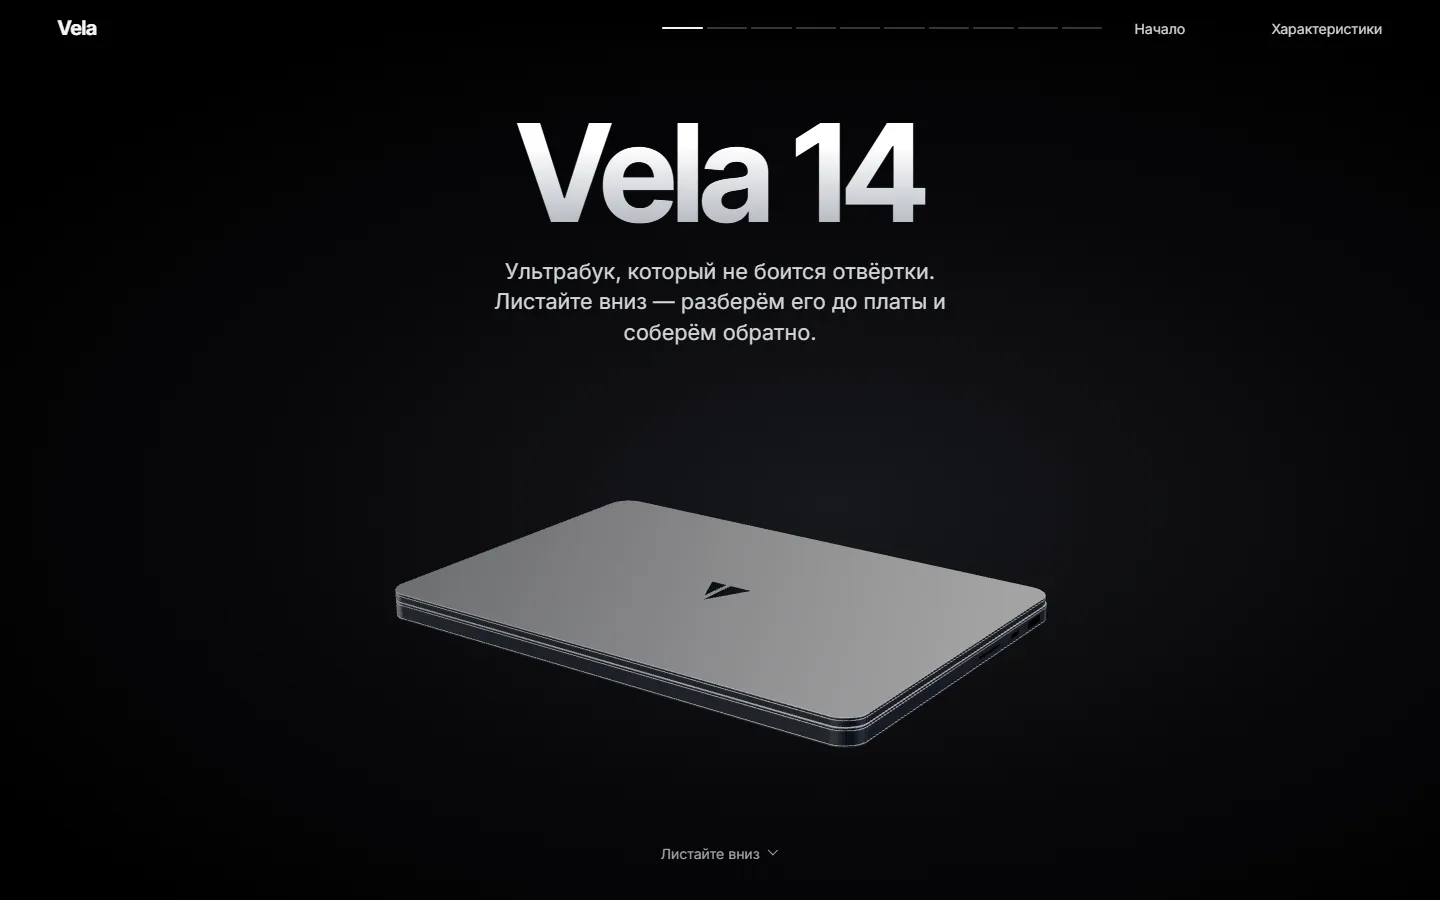 Vela
Начало
Характеристики
Vela 14
Ультрабук, который не боится отвёртки.
Листайте вниз — разберём его до платы и
соберём обратно.
Листайте вниз